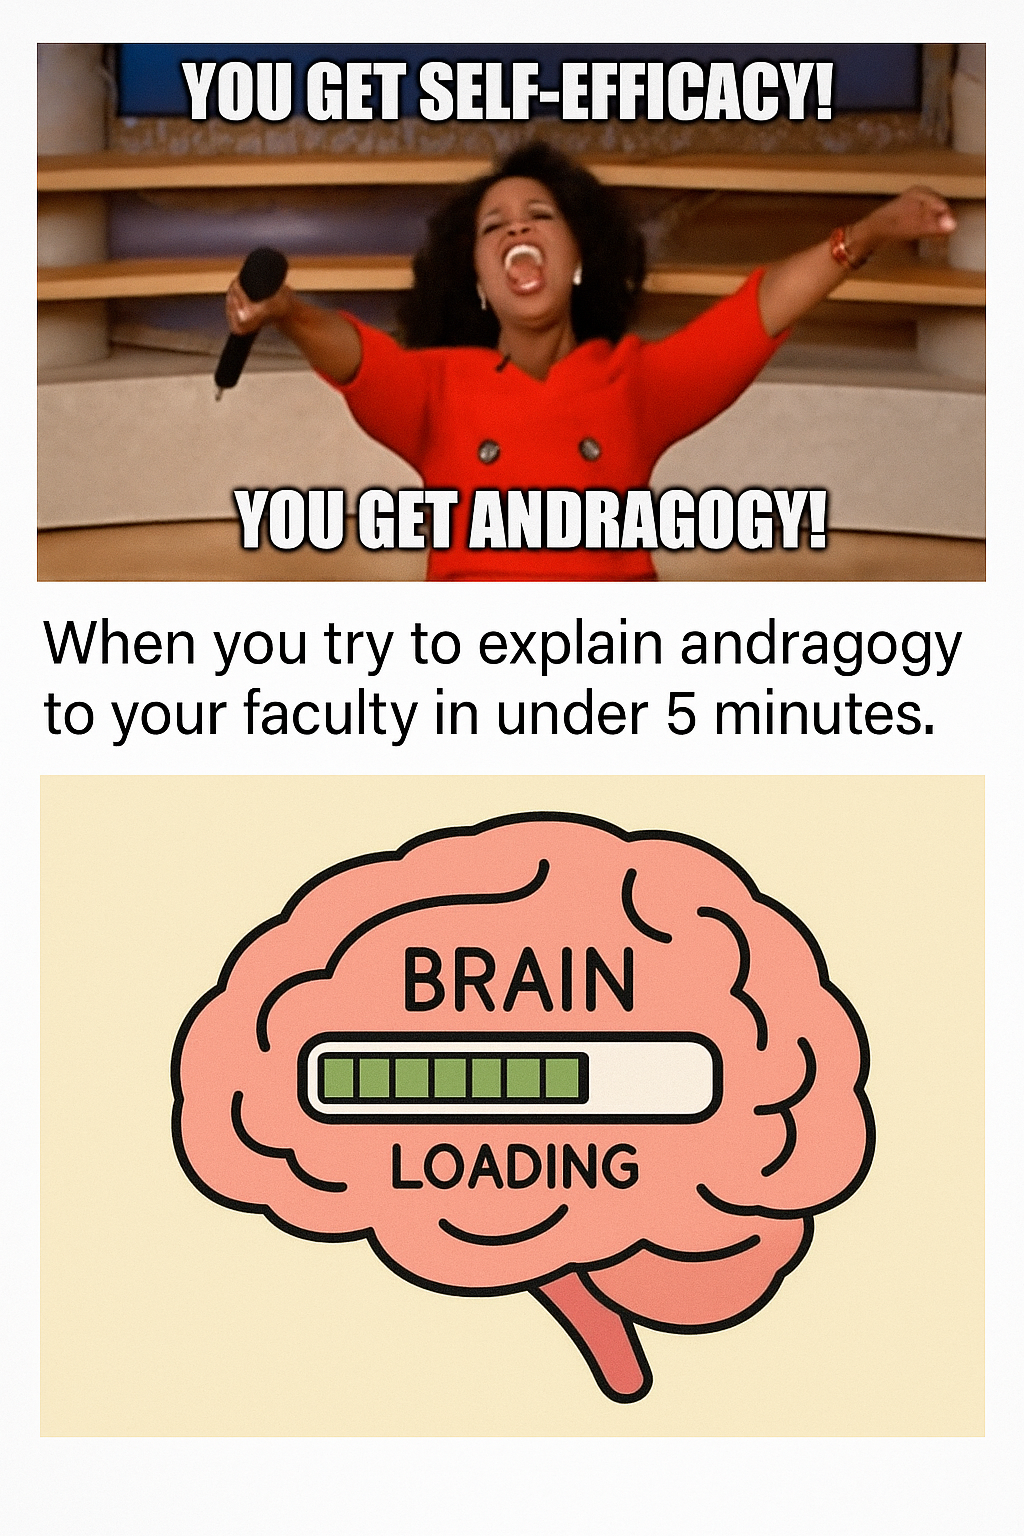 YOU GET SELF-EFFICACY!
YOU GET ANDRAGOGY!
When you try to explain andragogy
to your faculty in under 5 minutes.
BRAIN
LOADING